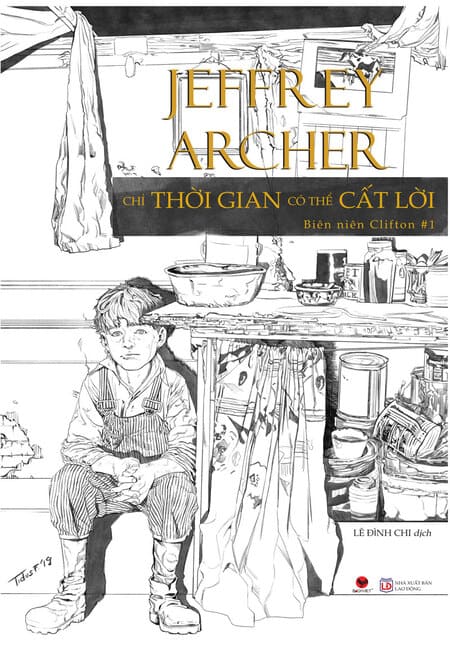 JEFFREY
ARCHER
CHỈ THỜI GIAN CÓ THỂ CẤT LỜI
Biên niên Clifton #1
LÊ ĐÌNH CHI dịch
NHÀ XUẤT BẢN
LAO ĐỘNG